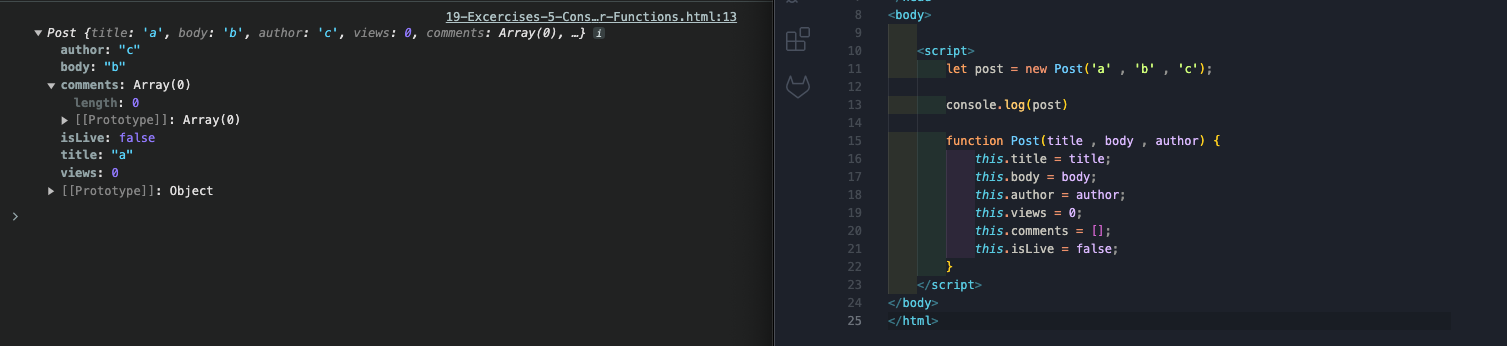 19-Excercises-5-Cons…r-Functions.html:13
▼ Post {title: 'a', body: 'b', author: 'c', views: 0, comments: Array(0), …} i
author: "c"
body: "b"
▼ comments: Array(0)
length: 0
▶ [[Prototype]]: Array(0)
isLive: false
title: "a"
views: 0
▶ [[Prototype]]: Object
>
8 <body>
9
10 <script>
11 let post = new Post('a' , 'b' , 'c');
12
13 console.log(post)
14
15 function Post(title , body , author) {
16 this.title = title;
17 this.body = body;
18 this.author = author;
19 this.views = 0;
20 this.comments = [];
21 this.isLive = false;
22 }
23 </script>
24 </body>
25 </html>